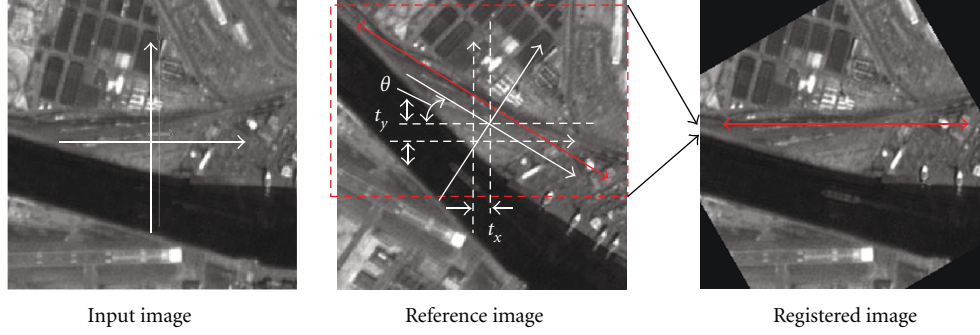 θ
t_y
t_x
Input image
Reference image
Registered image